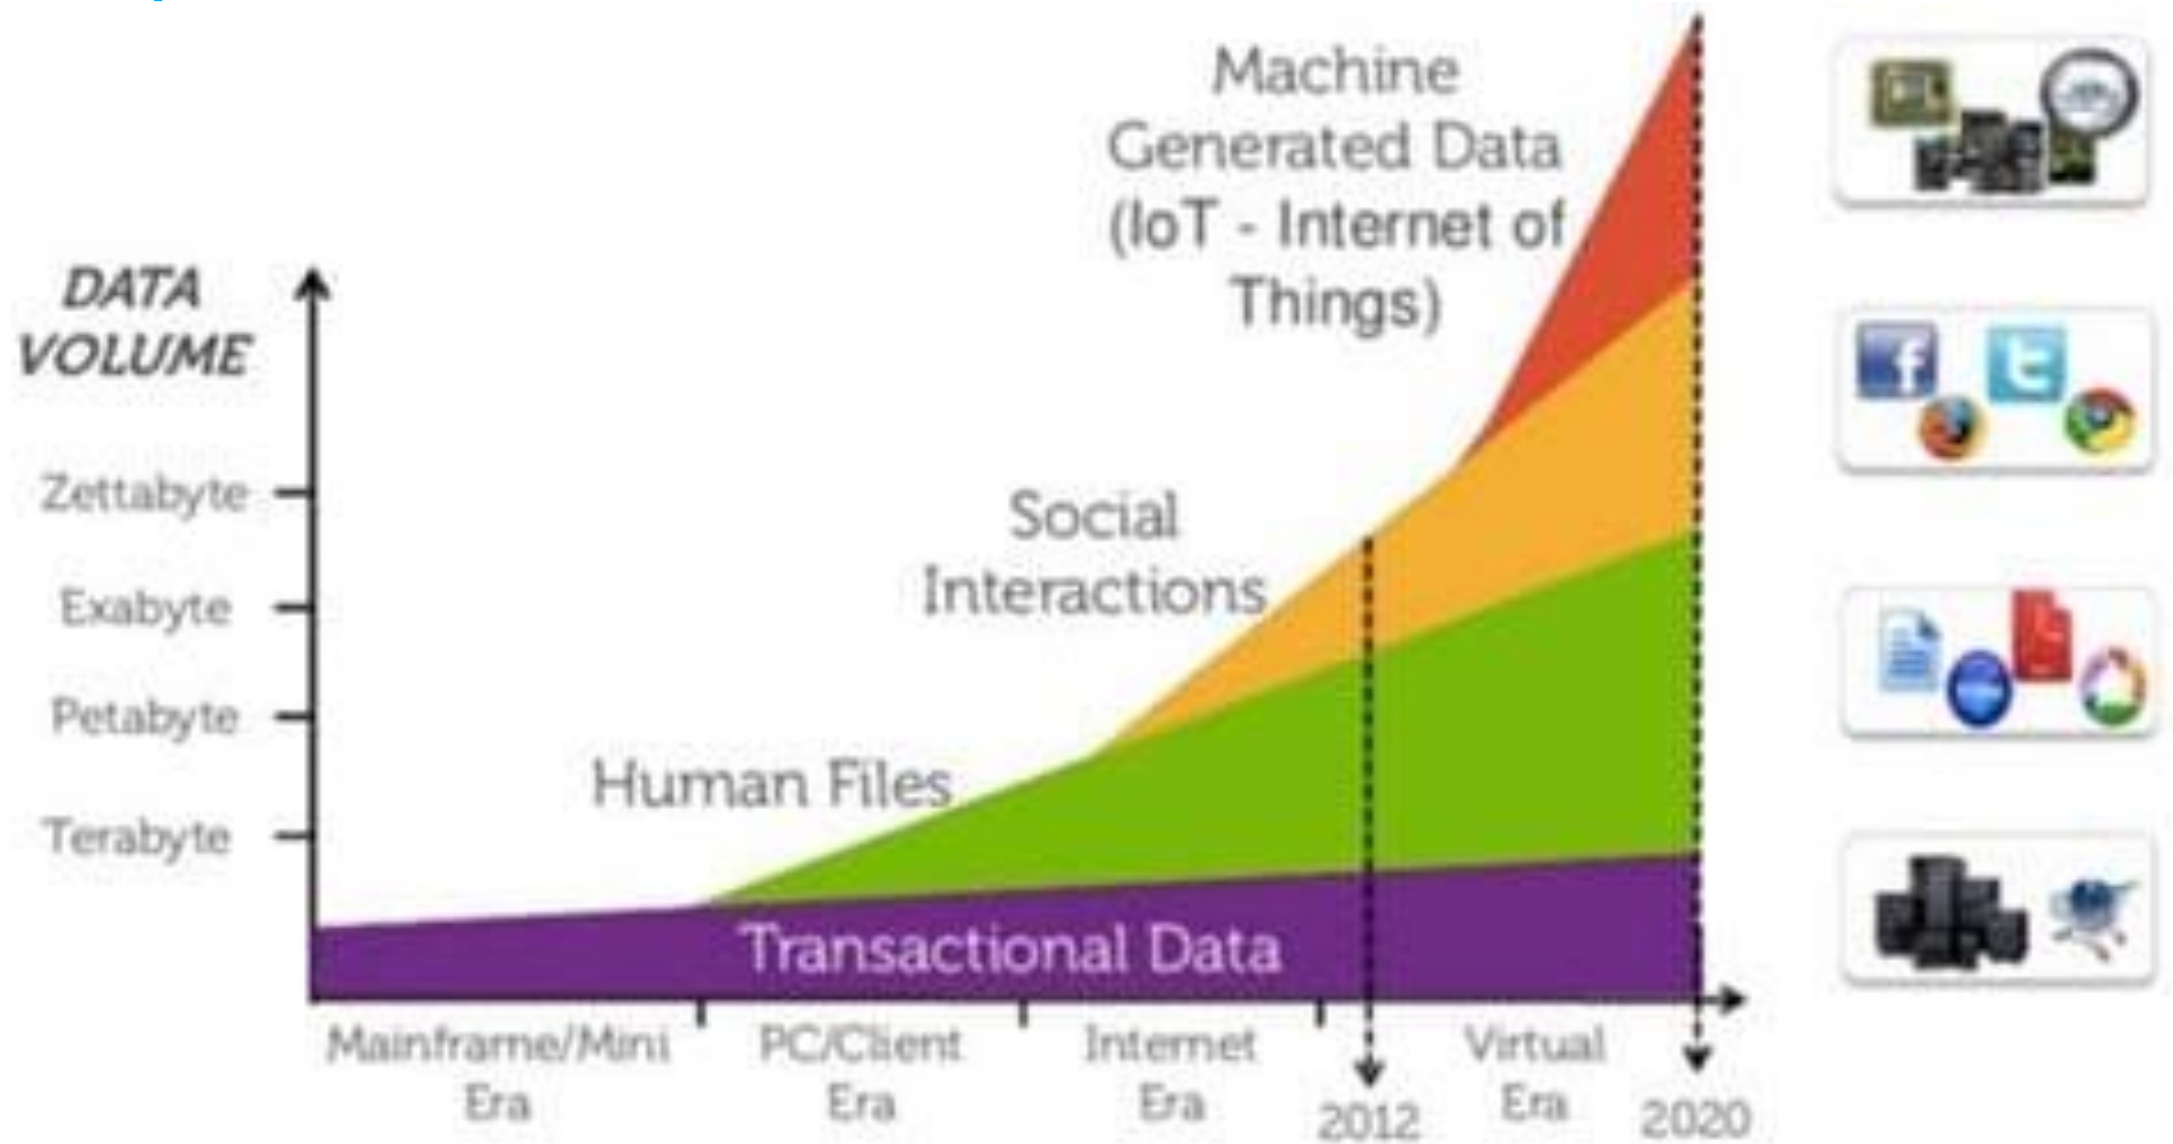 Machine
Generated Data
(IoT - Internet of
Things)
DATA
VOLUME
Zettabyte
Social
Interactions
Exabyte
Petabyte
Human Files
Terabyte
Transactional Data
Mainframe/Mini
Era
PC/Client
Era
Internet
Era
2012
Virtual
Era
2020